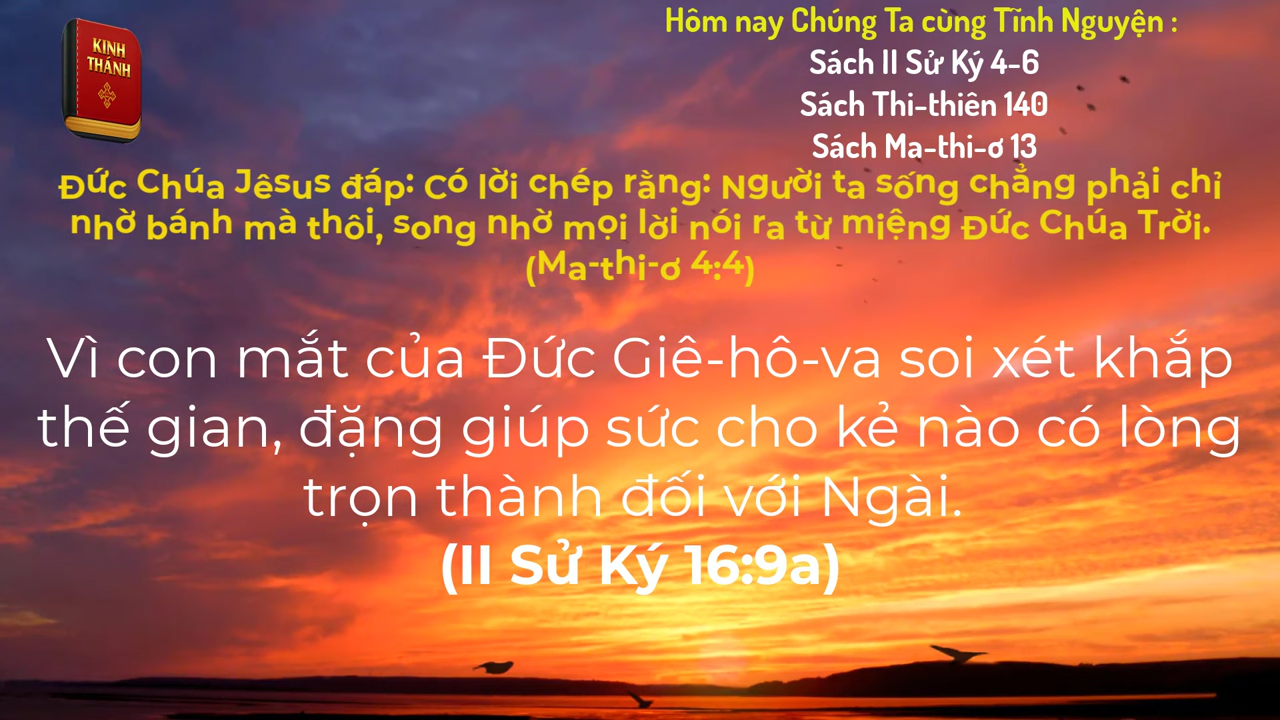 KINH
THÁNH
Hôm nay Chúng Ta cùng Tĩnh Nguyện :
Sách II Sử Ký 4-6
Sách Thi-thiên 140
Sách Ma-thi-ơ 13
Đức Chúa Jêsus đáp: Có lời chép rằng: Người ta sống chẳng phải chỉ
nhờ bánh mà thôi, song nhờ mọi lời nói ra từ miệng Đức Chúa Trời.
(Ma-thi-ơ 4:4)
Vì con mắt của Đức Giê-hô-va soi xét khắp
thế gian, đặng giúp sức cho kẻ nào có lòng
trọn thành đối với Ngài.
(II Sử Ký 16:9a)